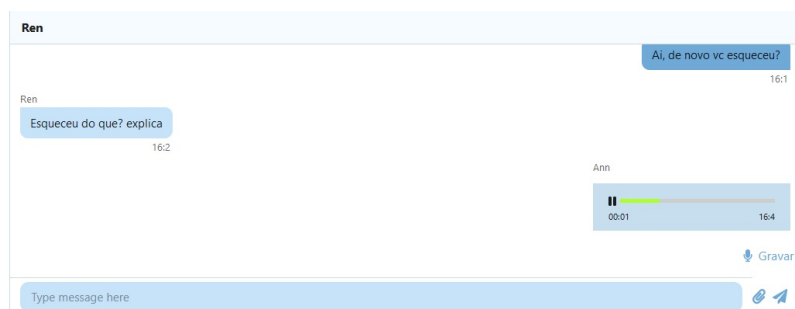 Ren
Ai, de novo vc esqueceu?
16:1
Ren
Esqueceu do que? explica
16:2
Ann
00:01 16:4
Gravar
Type message here